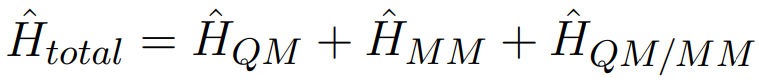 Ĥ_{total} = Ĥ_{QM} + Ĥ_{MM} + Ĥ_{QM/MM}